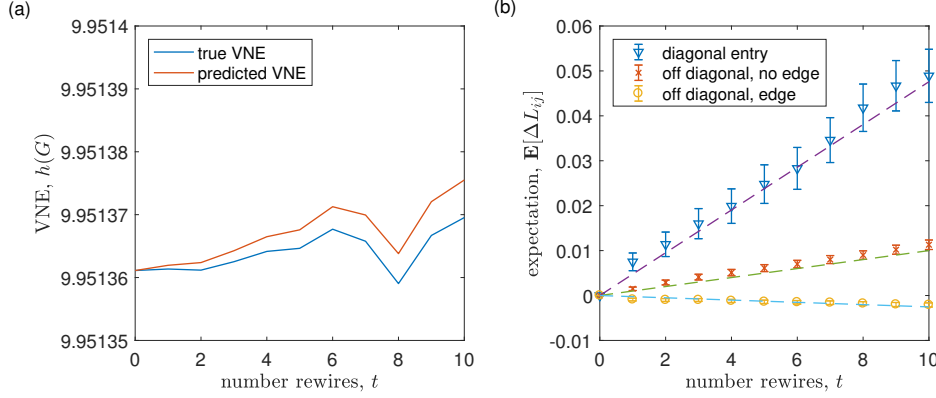 (a)
9.9514
9.95139
9.95138
9.95137
9.95136
9.95135
VNE, h(G)
true VNE
predicted VNE
0 2 4 6 8 10
number rewires, t
(b)
0.06
0.05
0.04
0.03
0.02
0.01
0
-0.01
expectation, E[ΔL_{ij}]
diagonal entry
off diagonal, no edge
off diagonal, edge
0 2 4 6 8 10
number rewires, t